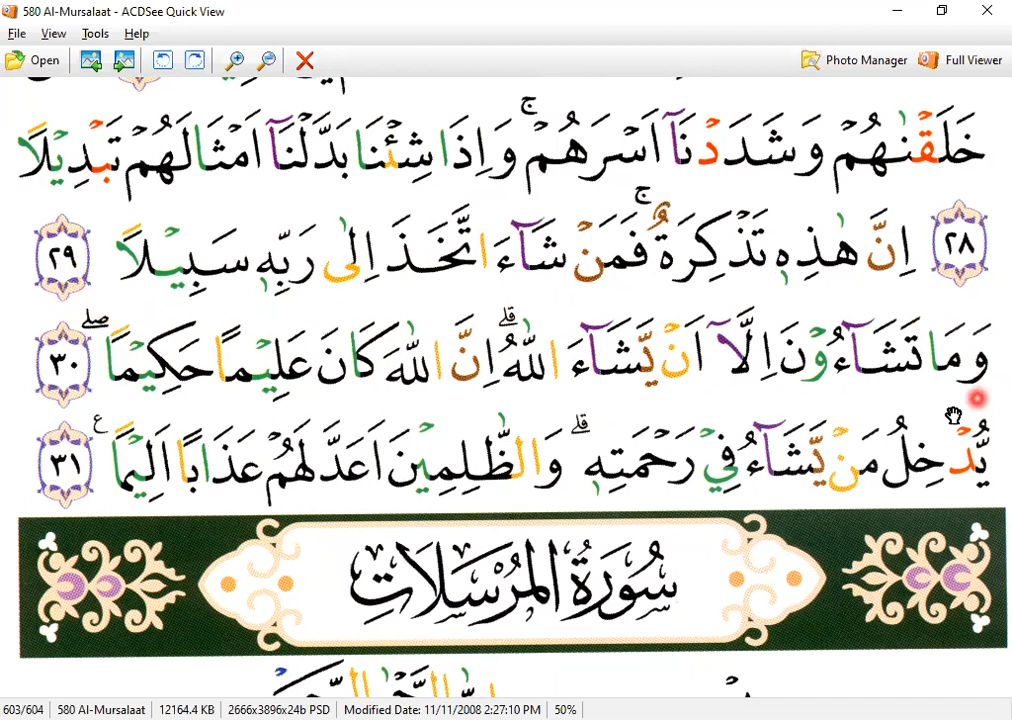 580 Al-Mursalaat - ACDSee Quick View
File View Tools Help
Open Photo Manager Full Viewer
خَلَقْنٰهُمْ وَشَدَدْنَآ اَسْرَهُمْ ۚ وَاِذَا شِئْنَا بَدَّلْنَآ اَمْثَالَهُمْ تَبْدِيْلًا
٢٨ اِنَّ هٰذِهٖ تَذْكِرَةٌ ۚ فَمَنْ شَآءَ اتَّخَذَ اِلٰى رَبِّهٖ سَبِيْلًا ٢٩
وَمَا تَشَآءُوْنَ اِلَّآ اَنْ يَّشَآءَ اللّٰهُ ۗ اِنَّ اللّٰهَ كَانَ عَلِيْمًا حَكِيْمًا ۖ ٣٠
يُّدْخِلُ مَنْ يَّشَآءُ فِيْ رَحْمَتِهٖ ۗ وَالظّٰلِمِيْنَ اَعَدَّ لَهُمْ عَذَابًا اَلِيْمًا ع ٣١
سُوْرَةُ الْمُرْسَلَاتِ
603/604 580 Al-Mursalaat 12164.4 KB 2666x3896x24b PSD Modified Date: 11/11/2008 2:27:10 PM 50%